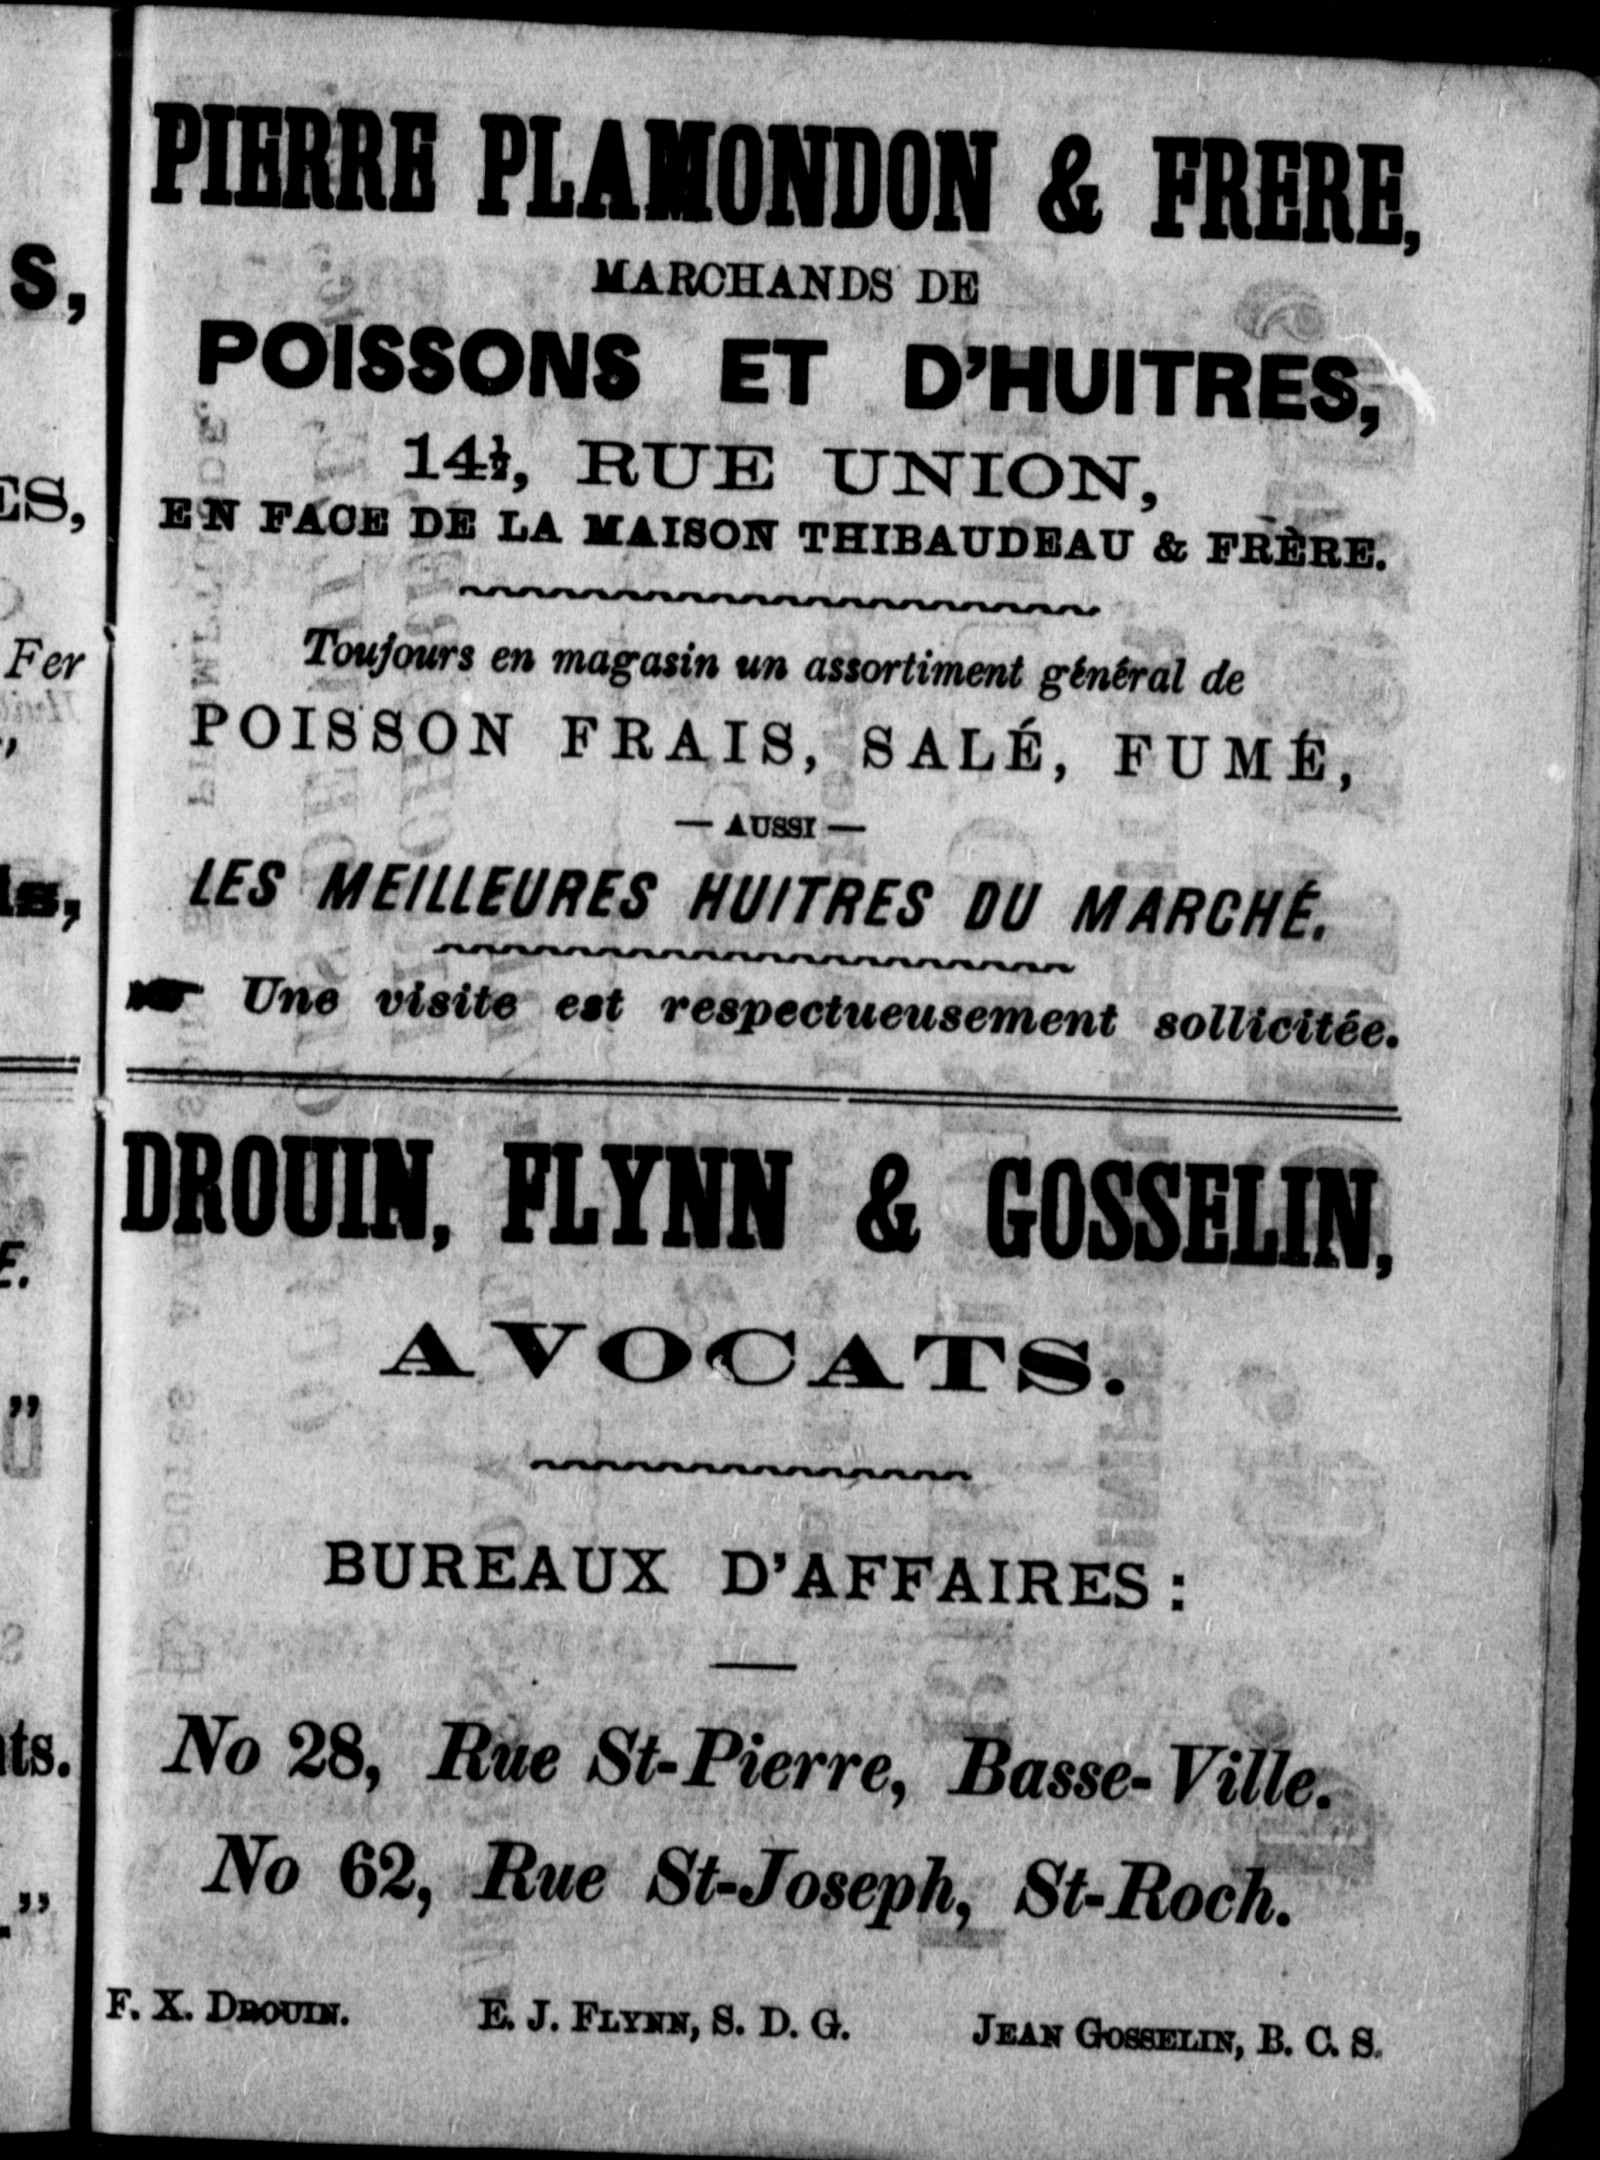 PIERRE PLAMONDON & FRERE,
MARCHANDS DE
POISSONS ET D'HUITRES,
14½, RUE UNION,
EN FACE DE LA MAISON THIBAUDEAU & FRÈRE.
Toujours en magasin un assortiment général de
POISSON FRAIS, SALÉ, FUMÉ,
— AUSSI —
LES MEILLEURES HUITRES DU MARCHÉ.
☛ Une visite est respectueusement sollicitée.
DROUIN, FLYNN & GOSSELIN,
AVOCATS.
BUREAUX D'AFFAIRES :
No 28, Rue St-Pierre, Basse-Ville.
No 62, Rue St-Joseph, St-Roch.
F. X. DROUIN. E. J. FLYNN, S. D. G. JEAN GOSSELIN, B. C. S.
S,
ES,
Fer
ts.